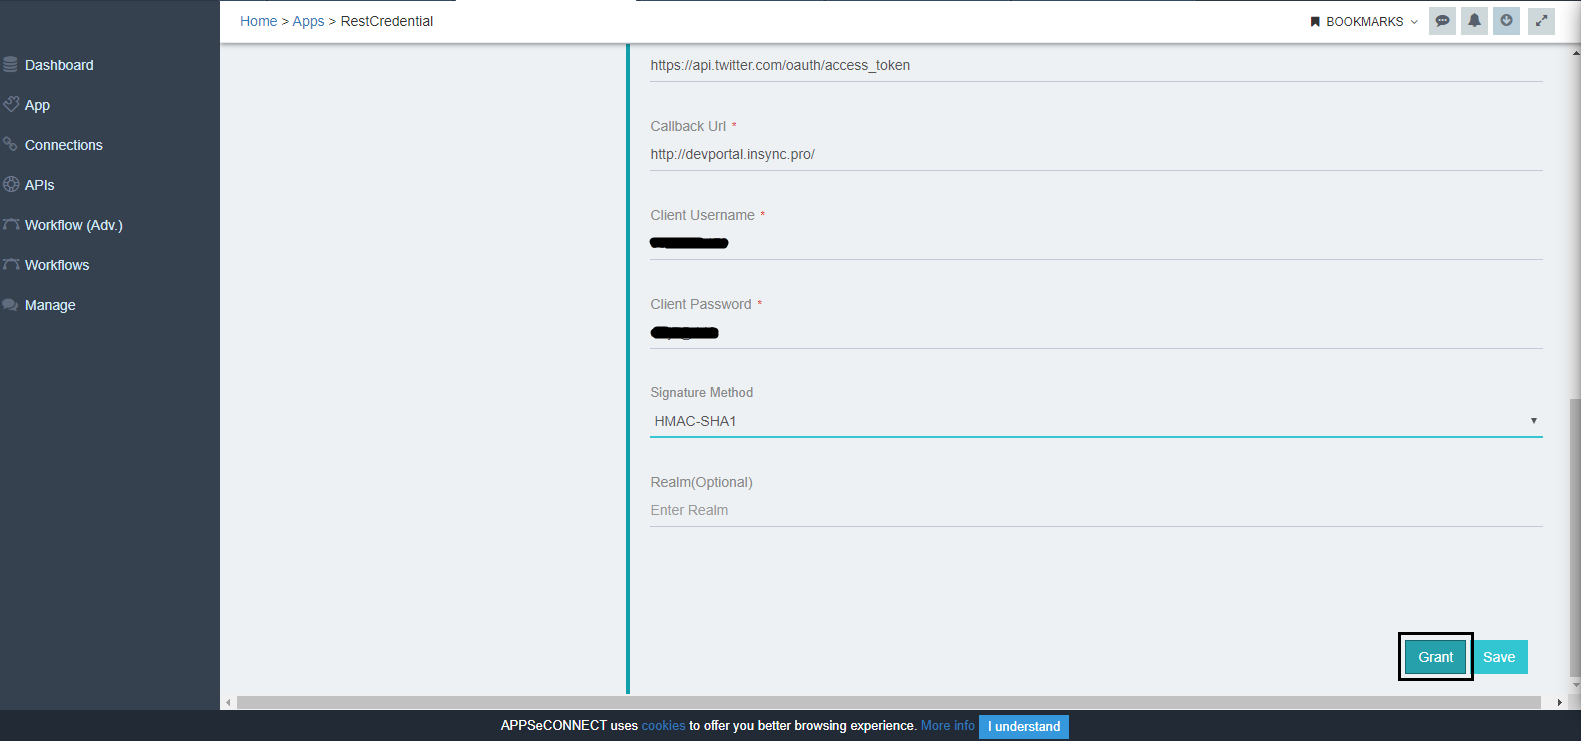 Home > Apps > RestCredential
BOOKMARKS
Dashboard
App
Connections
APIs
Workflow (Adv.)
Workflows
Manage
https://api.twitter.com/oauth/access_token
Callback Url *
http://devportal.insync.pro/
Client Username *
Client Password *
Signature Method
HMAC-SHA1
Realm(Optional)
Enter Realm
Grant
Save
APPSeCONNECT uses cookies to offer you better browsing experience. More info I understand